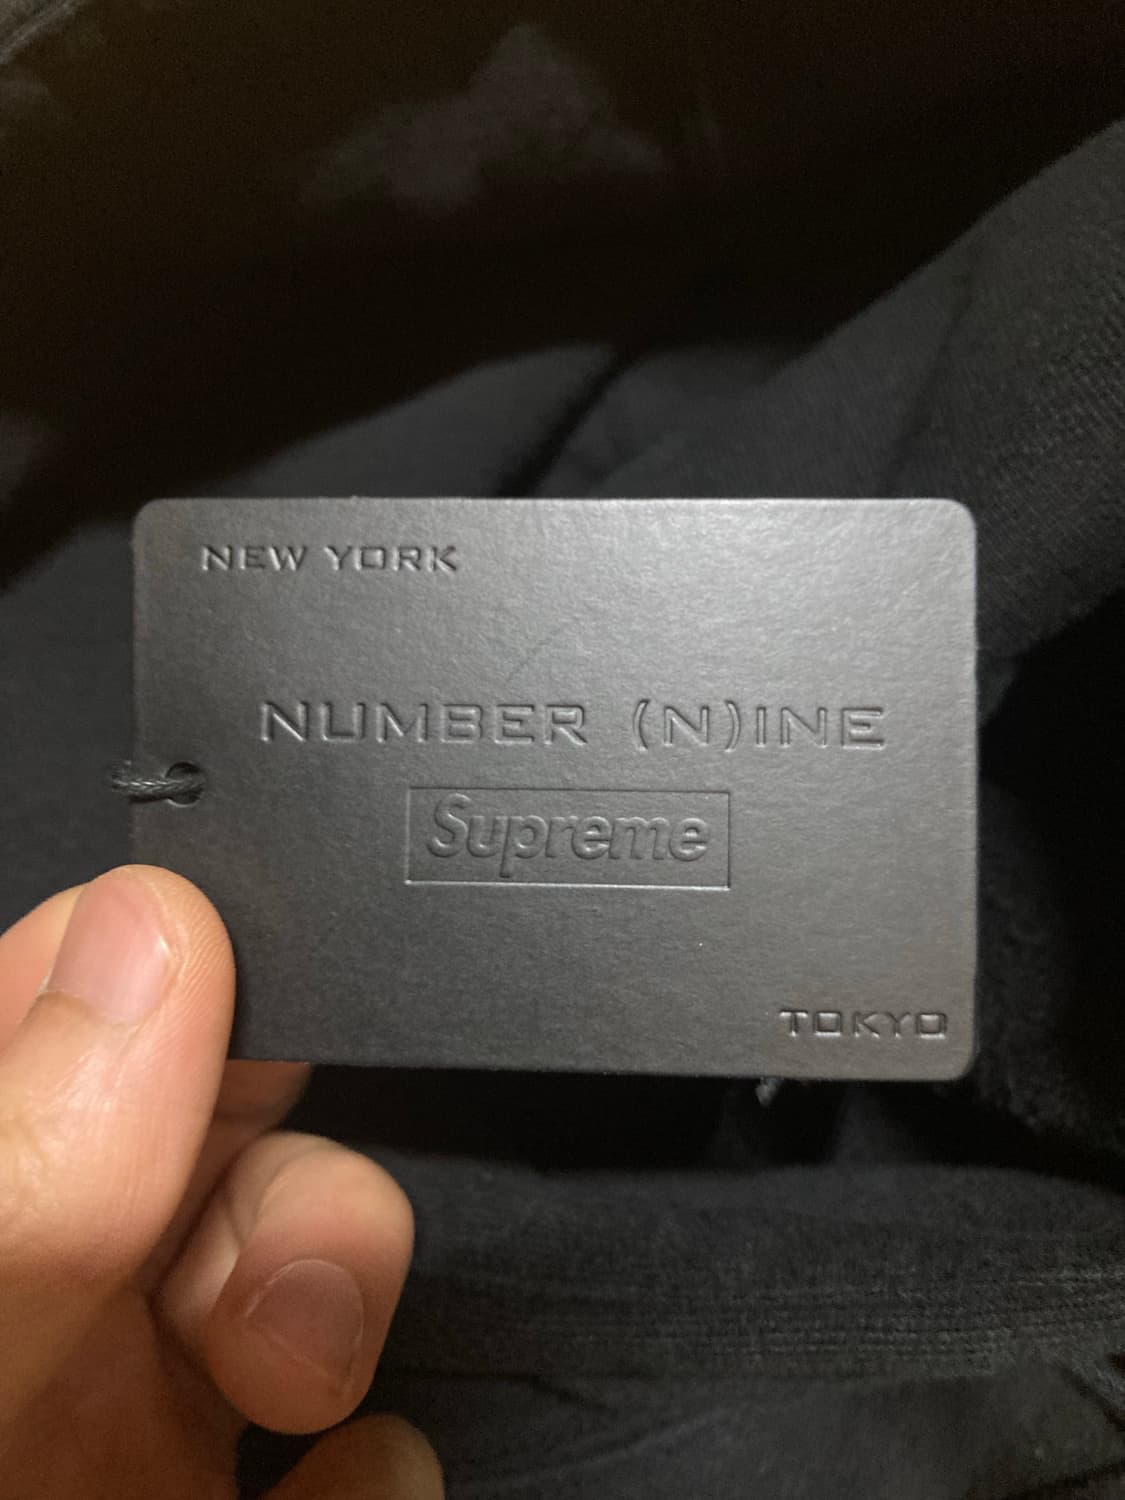 NEW YORK
NUMBER (N)INE
Supreme
TOKYO